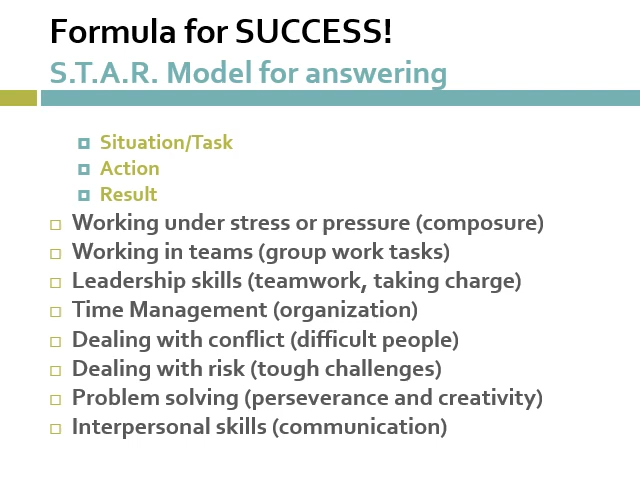 Formula for SUCCESS!
S.T.A.R. Model for answering
Situation/Task
Action
Result
Working under stress or pressure (composure)
Working in teams (group work tasks)
Leadership skills (teamwork, taking charge)
Time Management (organization)
Dealing with conflict (difficult people)
Dealing with risk (tough challenges)
Problem solving (perseverance and creativity)
Interpersonal skills (communication)